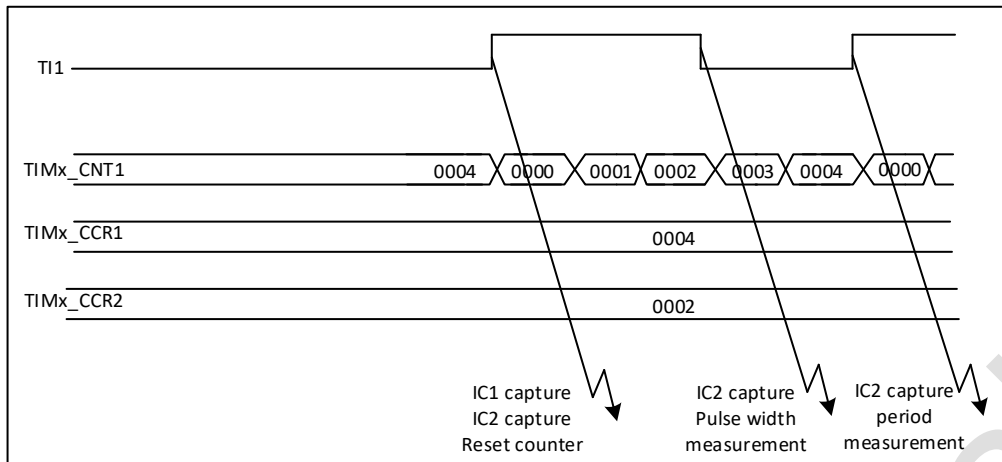 TI1
TIMx_CNT1
0004 0000 0001 0002 0003 0004 0000
TIMx_CCR1
0004
TIMx_CCR2
0002
IC1 capture
IC2 capture
Reset counter
IC2 capture
Pulse width
measurement
IC2 capture
period
measurement